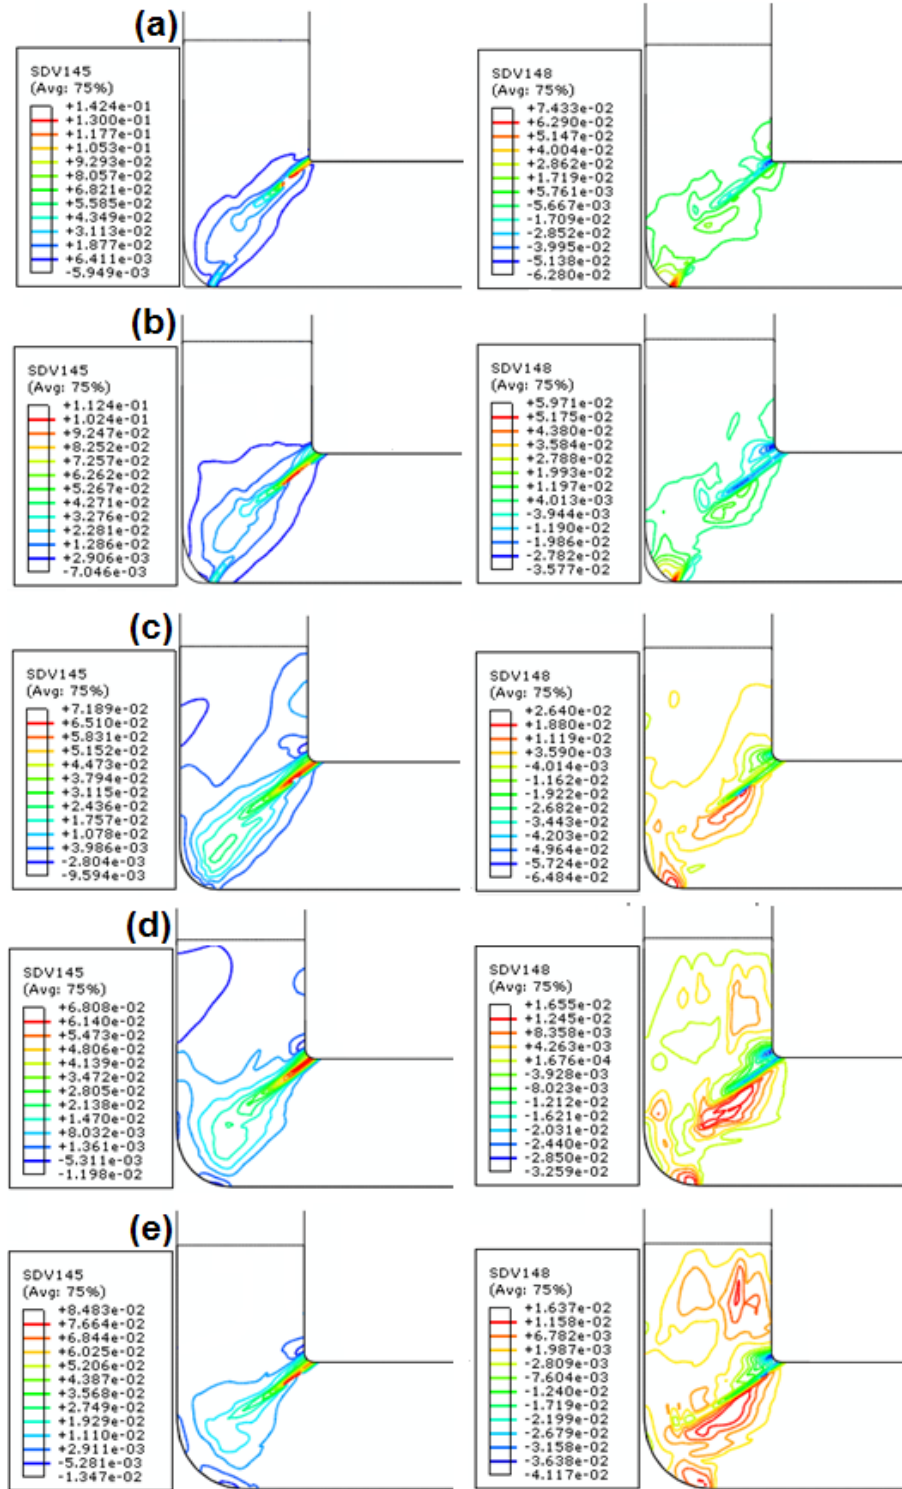 (a)
SDV145
(Avg: 75%)
+1.424e-01
+1.300e-01
+1.177e-01
+1.053e-01
+9.293e-02
+8.057e-02
+6.821e-02
+5.585e-02
+4.349e-02
+3.113e-02
+1.877e-02
+6.411e-03
-5.949e-03
SDV148
(Avg: 75%)
+7.433e-02
+6.290e-02
+5.147e-02
+4.004e-02
+2.862e-02
+1.719e-02
+5.761e-03
-5.667e-03
-1.709e-02
-2.852e-02
-3.995e-02
-5.138e-02
-6.280e-02
(b)
SDV145
(Avg: 75%)
+1.124e-01
+1.024e-01
+9.247e-02
+8.252e-02
+7.257e-02
+6.262e-02
+5.267e-02
+4.271e-02
+3.276e-02
+2.281e-02
+1.286e-02
+2.906e-03
-7.046e-03
SDV148
(Avg: 75%)
+5.971e-02
+5.175e-02
+4.380e-02
+3.584e-02
+2.788e-02
+1.993e-02
+1.197e-02
+4.013e-03
-3.944e-03
-1.190e-02
-1.986e-02
-2.782e-02
-3.577e-02
(c)
SDV145
(Avg: 75%)
+7.189e-02
+6.510e-02
+5.831e-02
+5.152e-02
+4.473e-02
+3.794e-02
+3.115e-02
+2.436e-02
+1.757e-02
+1.078e-02
+3.986e-03
-2.804e-03
-9.594e-03
SDV148
(Avg: 75%)
+2.640e-02
+1.880e-02
+1.119e-02
+3.590e-03
-4.014e-03
-1.162e-02
-1.922e-02
-2.682e-02
-3.443e-02
-4.203e-02
-4.964e-02
-5.724e-02
-6.484e-02
(d)
SDV145
(Avg: 75%)
+6.808e-02
+6.140e-02
+5.473e-02
+4.806e-02
+4.139e-02
+3.472e-02
+2.805e-02
+2.138e-02
+1.470e-02
+8.032e-03
+1.361e-03
-5.311e-03
-1.198e-02
SDV148
(Avg: 75%)
+1.655e-02
+1.245e-02
+8.358e-03
+4.263e-03
+1.676e-04
-3.928e-03
-8.023e-03
-1.212e-02
-1.621e-02
-2.031e-02
-2.440e-02
-2.850e-02
-3.259e-02
(e)
SDV145
(Avg: 75%)
+8.483e-02
+7.664e-02
+6.844e-02
+6.025e-02
+5.206e-02
+4.387e-02
+3.568e-02
+2.749e-02
+1.929e-02
+1.110e-02
+2.911e-03
-5.281e-03
-1.347e-02
SDV148
(Avg: 75%)
+1.637e-02
+1.158e-02
+6.782e-03
+1.987e-03
-2.809e-03
-7.604e-03
-1.240e-02
-1.719e-02
-2.199e-02
-2.679e-02
-3.158e-02
-3.638e-02
-4.117e-02